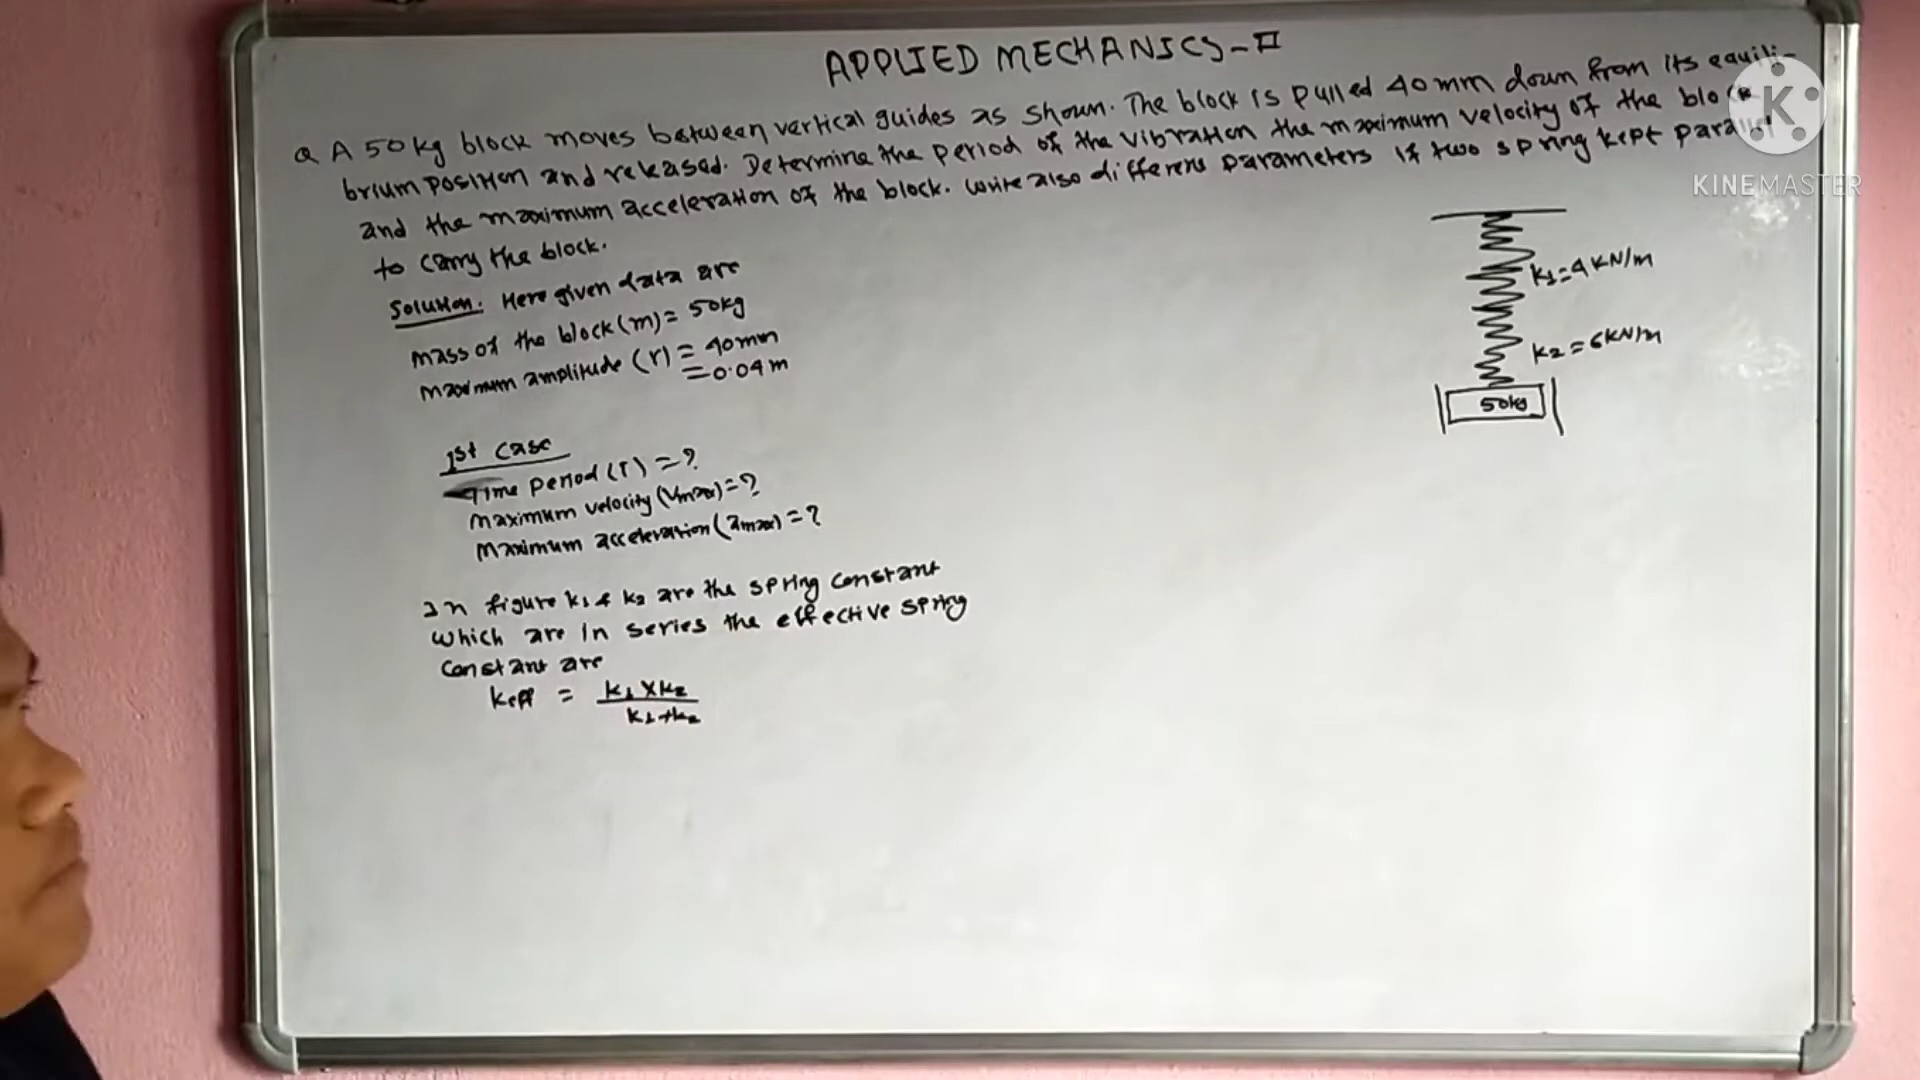 APPLIED MECHANICS-II
Q A 50kg block moves between vertical guides as shown. The block is pulled 40mm down from its equili-
brium position and released. Determine the period of the vibration the maximum velocity of the block
and the maximum acceleration of the block. Write also different parameters if two spring kept parallel
to carry the block.
Solution: Here given data are
mass of the block(m) = 50kg
maximum amplitude (r) = 40mm
= 0.04m
k1=4KN/m
k2=6KN/m
50kg
1st case
Time period(T) = ?
Maximum velocity(Vmax) = ?
Maximum acceleration(amax) = ?
In figure k1 & k2 are the spring constant
which are in series the effective spring
constant are
keff = k1 x k2
k1+k2
K
KINEMASTER